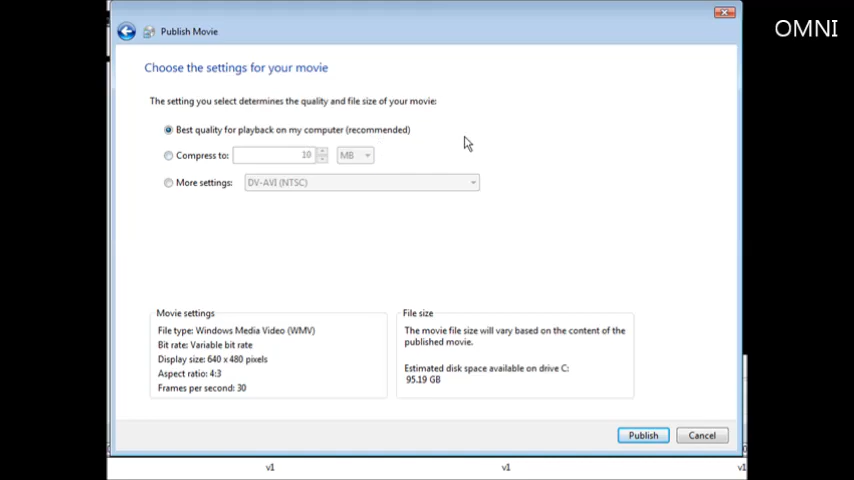 OMNI
Publish Movie
Choose the settings for your movie
The setting you select determines the quality and file size of your movie:
Best quality for playback on my computer (recommended)
Compress to: 10 MB
More settings: DV-AVI (NTSC)
Movie settings
File type: Windows Media Video (WMV)
Bit rate: Variable bit rate
Display size: 640 x 480 pixels
Aspect ratio: 4:3
Frames per second: 30
File size
The movie file size will vary based on the content of the
published movie.
Estimated disk space available on drive C:
95.19 GB
Publish Cancel
v1 v1 v1